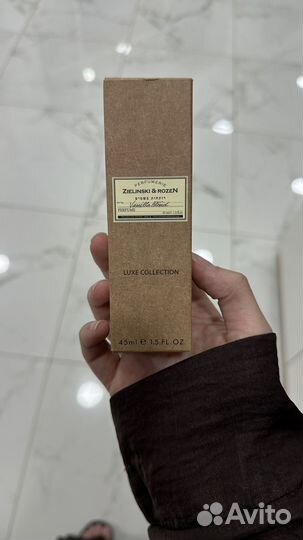 PERFUMERIE
ZIELINSKI & ROZEN
Vanilla Blend
PERFUME
LUXE COLLECTION
45ml ℮ 1.5 FL.OZ
Avito